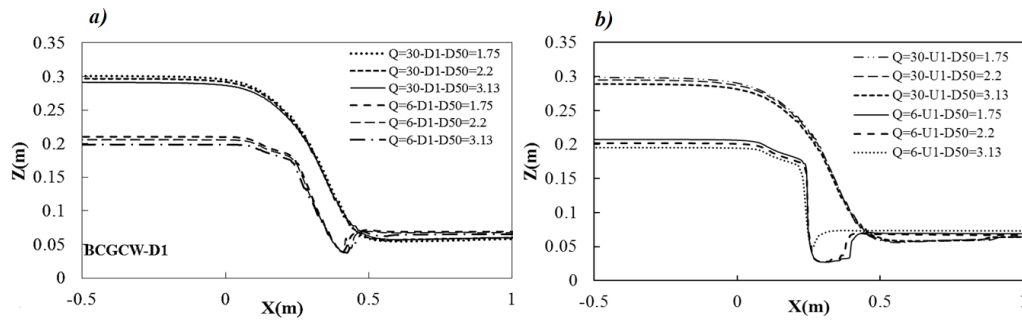 a)
0.35
0.3
0.25
0.2
0.15
0.1
0.05
0
Z(m)
-0.5
0
0.5
1
X(m)
Q=30-D1-D50=1.75
Q=30-D1-D50=2.2
Q=30-D1-D50=3.13
Q=6-D1-D50=1.75
Q=6-D1-D50=2.2
Q=6-D1-D50=3.13
BCGCW-D1
b)
0.35
0.3
0.25
0.2
0.15
0.1
0.05
0
Z(m)
-0.5
0
0.5
1
X(m)
Q=30-U1-D50=1.75
Q=30-U1-D50=2.2
Q=30-U1-D50=3.13
Q=6-U1-D50=1.75
Q=6-U1-D50=2.2
Q=6-U1-D50=3.13